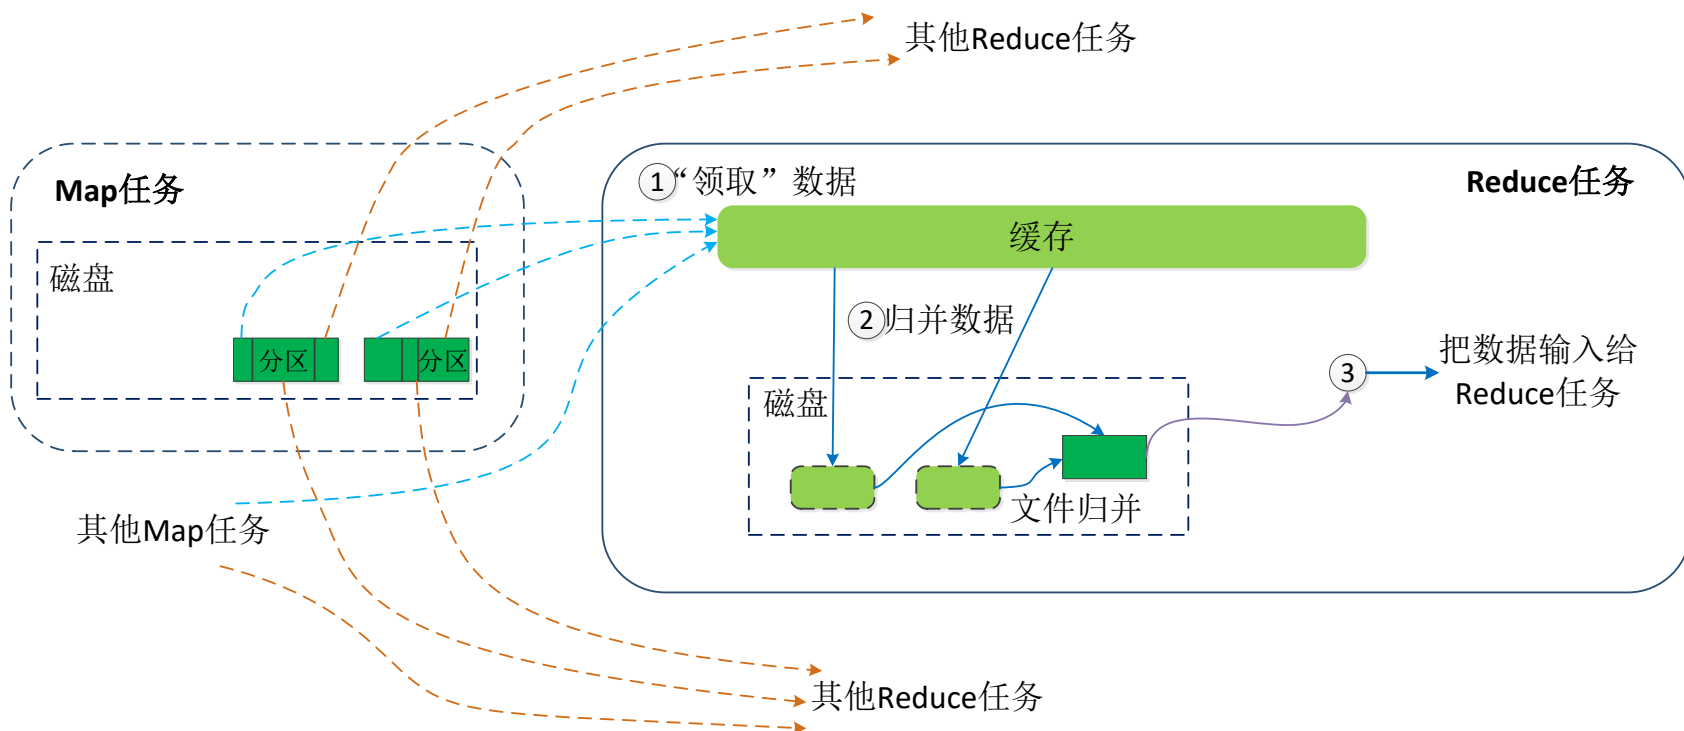 其他Reduce任务
Map任务
磁盘
分区
分区
其他Map任务
Reduce任务
1“领取”数据
缓存
2归并数据
磁盘
文件归并
3
把数据输入给
Reduce任务
其他Reduce任务